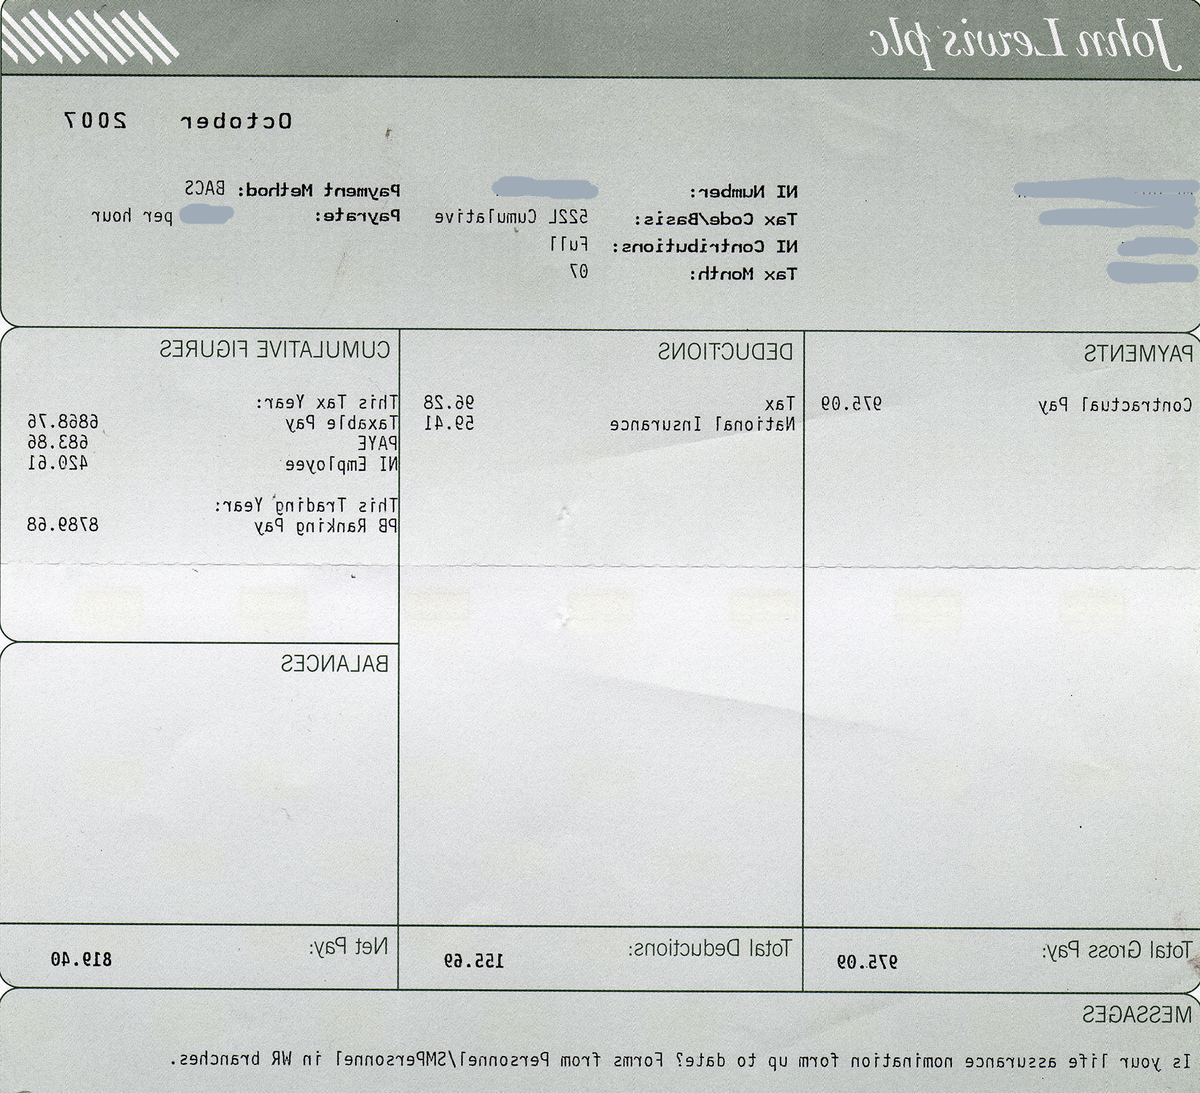 John Lewis plc
October 2007
NI Number:
Tax Code/Basis: 522L Cumulative
NI Contributions: Full
Tax Month: 07
Payment Method: BACS
Payrate: per hour
PAYMENTS
Contractual Pay 975.09
DEDUCTIONS
Tax 96.28
National Insurance 59.41
CUMULATIVE FIGURES
This Tax Year:
Taxable Pay 6868.76
PAYE 683.86
NI Employee 420.61
This Trading Year:
PB Ranking Pay 8789.68
BALANCES
Total Gross Pay: 975.09
Total Deductions: 155.69
Net Pay: 819.40
MESSAGES
Is your life assurance nomination form up to date? Forms from Personnel/SMPersonnel in WR branches.